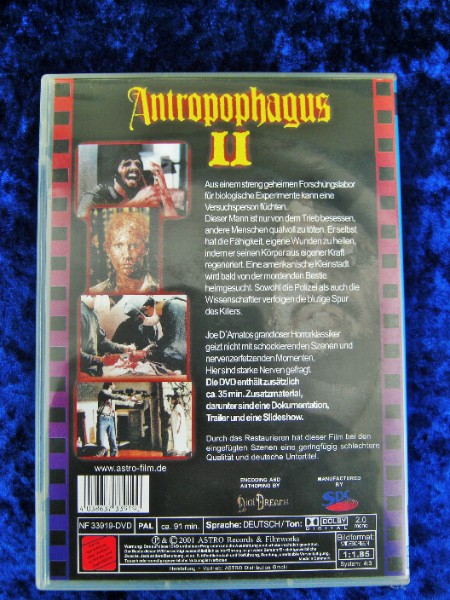 Antropophagus
II
Aus einem streng geheimen Forschungslabor
für biologische Experimente kann eine
Versuchsperson flüchten.
Dieser Mann ist nur von dem Trieb besessen,
andere Menschen qualvoll zu töten. Er selbst
hat die Fähigkeit, eigene Wunden zu heilen,
indem er seinen Körper aus eigener Kraft
regeneriert. Eine amerikanische Kleinstadt
wird bald von der mordenden Bestie
heimgesucht. Sowohl die Polizei als auch die
Wissenschaftler verfolgen die blutige Spur
des Killers.
Joe D'Amatos grandioser Horrorklassiker
geizt nicht mit schockierenden Szenen und
nervenzerfetzenden Momenten.
Hier sind starke Nerven gefragt.
Die DVD enthält zusätzlich
ca. 35 min. Zusatzmaterial,
darunter sind eine Dokumentation,
Trailer und eine Slideshow.
Durch das Restaurieren hat dieser Film bei den
eingefügten Szenen eine geringfügig schlechtere
Qualität und deutsche Untertitel.
www.astro-film.de
ENCODING AND
AUTHORING BY
Digi Dreams
MANUFACTURED
BY
NF 33919-DVD PAL ca. 91 min. Sprache: DEUTSCH / Ton: DOLBY DIGITAL 2.0 mono
℗ & © 2001 ASTRO Records & Filmworks
Bildformat
1:1,85
System: 4:3